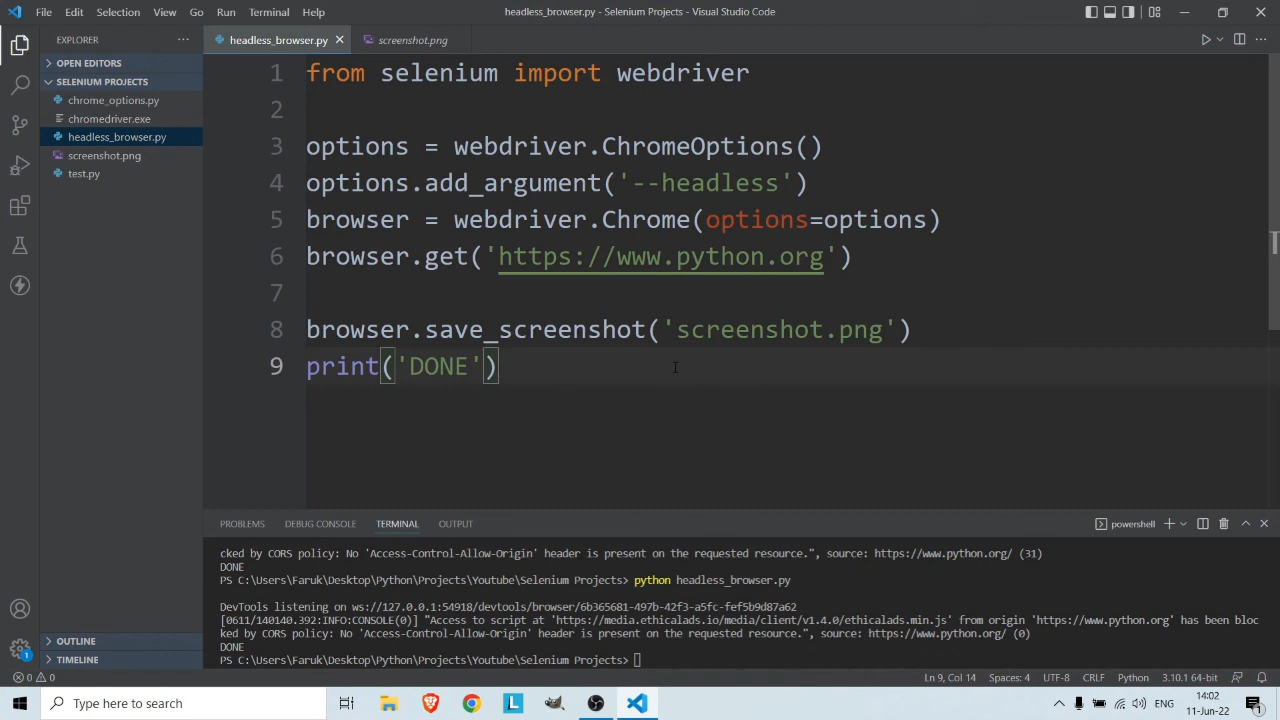 File Edit Selection View Go Run Terminal Help
headless_browser.py - Selenium Projects - Visual Studio Code
EXPLORER
OPEN EDITORS
SELENIUM PROJECTS
chrome_options.py
chromedriver.exe
headless_browser.py
screenshot.png
test.py
OUTLINE
TIMELINE
headless_browser.py
screenshot.png
1 from selenium import webdriver
2
3 options = webdriver.ChromeOptions()
4 options.add_argument('--headless')
5 browser = webdriver.Chrome(options=options)
6 browser.get('https://www.python.org')
7
8 browser.save_screenshot('screenshot.png')
9 print('DONE')
PROBLEMS DEBUG CONSOLE TERMINAL OUTPUT
powershell
cked by CORS policy: No 'Access-Control-Allow-Origin' header is present on the requested resource.", source: https://www.python.org/ (31)
DONE
PS C:\Users\Faruk\Desktop\Python\Projects\Youtube\Selenium Projects> python headless_browser.py
DevTools listening on ws://127.0.0.1:54918/devtools/browser/6b365681-497b-42f3-a5fc-fef5b9d87a62
[0611/140140.392:INFO:CONSOLE(0)] "Access to script at 'https://media.ethicalads.io/media/client/v1.4.0/ethicalads.min.js' from origin 'https://www.python.org' has been bloc
ked by CORS policy: No 'Access-Control-Allow-Origin' header is present on the requested resource.", source: https://www.python.org/ (0)
DONE
PS C:\Users\Faruk\Desktop\Python\Projects\Youtube\Selenium Projects>
1
0 0
Ln 9, Col 14 Spaces: 4 UTF-8 CRLF Python 3.10.1 64-bit
Type here to search
L
ENG
14:02
11-Jun-22
1